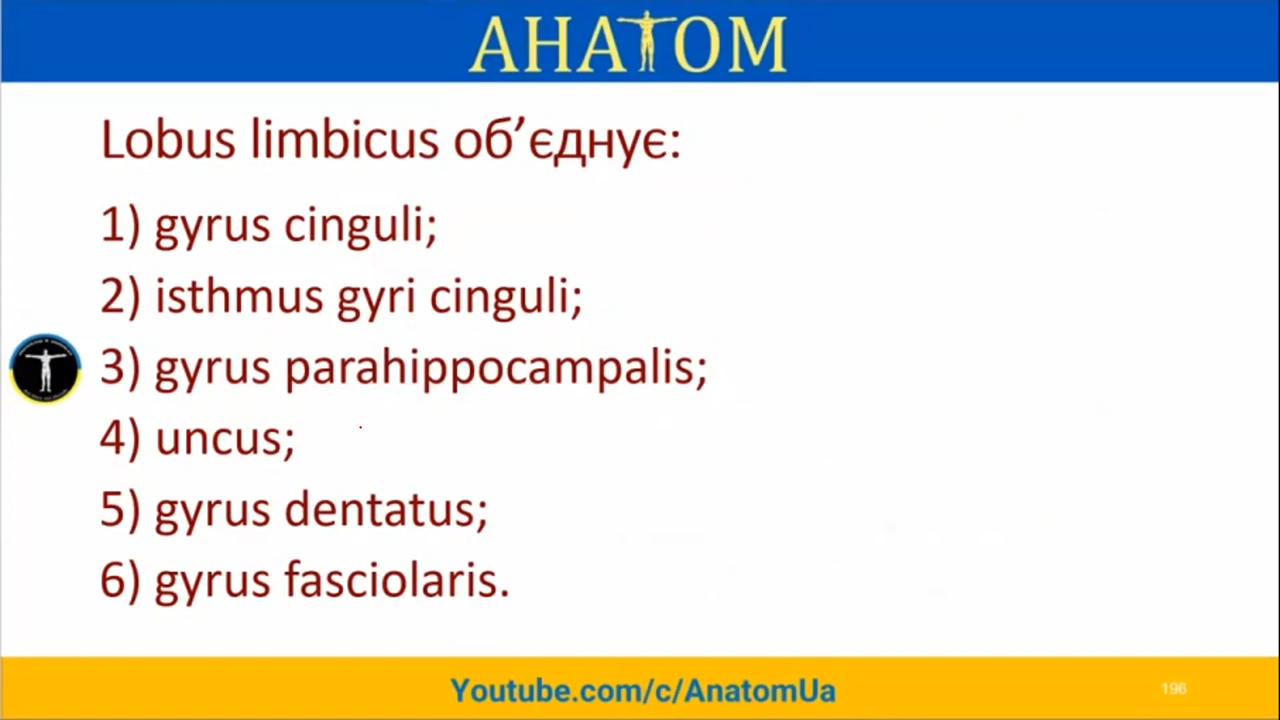 АНАТОМ
Lobus limbicus об’єднує:
1) gyrus cinguli;
2) isthmus gyri cinguli;
3) gyrus parahippocampalis;
4) uncus;
5) gyrus dentatus;
6) gyrus fasciolaris.
Youtube.com/c/AnatomUa
196